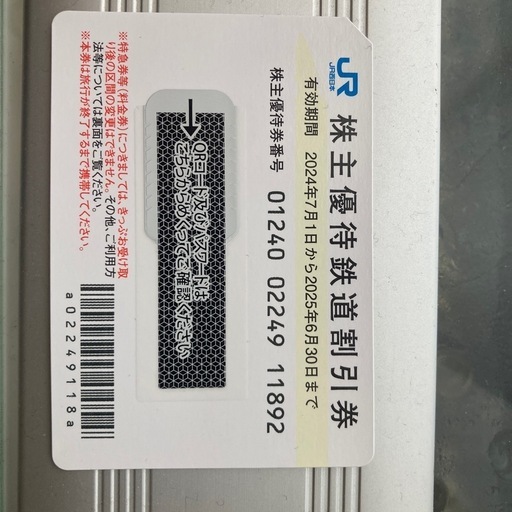 JR
JR西日本
株主優待鉄道割引券
有効期間 2024年7月1日から2025年6月30日まで
株主優待券番号 01240 02249 11892
QRコード及びパスワードは
こちらからめくってご確認ください
※特急券等(料金券)につきましては、きっぷお受け取
り後の区間の変更はできません。その他、ご利用方
法等については裏面をご覧ください。
※本券は旅行が終了するまで携帯してください。
a022491118a